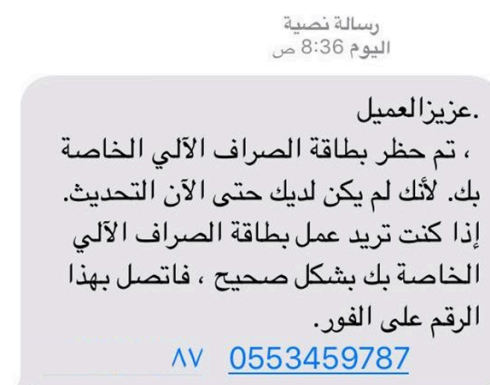 رسالة نصية
اليوم 8:36 ص
عزيزالعميل.
، تم حظر بطاقة الصراف الآلي الخاصة
بك. لأنك لم يكن لديك حتى الآن التحديث.
إذا كنت تريد عمل بطاقة الصراف الآلي
الخاصة بك بشكل صحيح ، فاتصل بهذا
الرقم على الفور.
0553459787 ٨٧